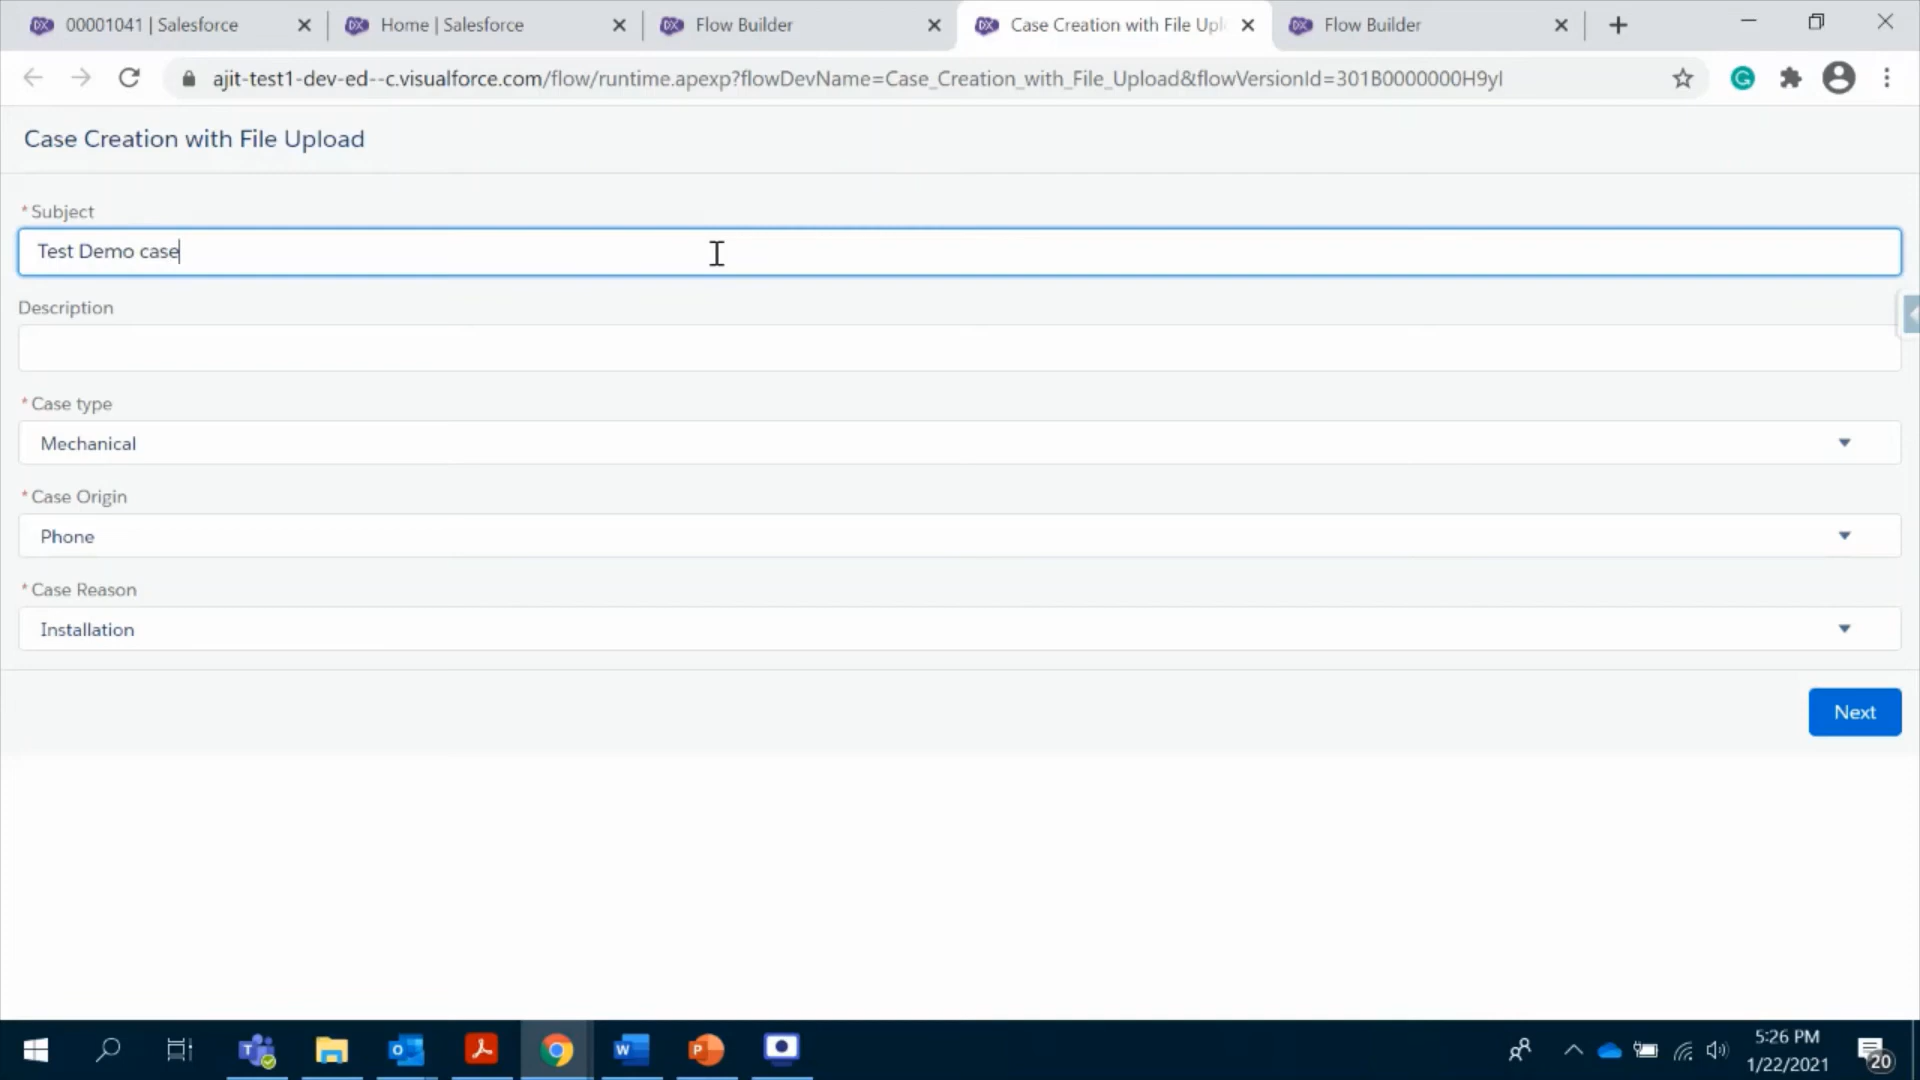 00001041 | Salesforce
Home | Salesforce
Flow Builder
Case Creation with File Upl
Flow Builder
ajit-test1-dev-ed--c.visualforce.com/flow/runtime.apexp?flowDevName=Case_Creation_with_File_Upload&flowVersionId=301B0000000H9yI
Case Creation with File Upload
* Subject
Test Demo case
Description
* Case type
Mechanical
* Case Origin
Phone
* Case Reason
Installation
Next
5:26 PM
1/22/2021
20